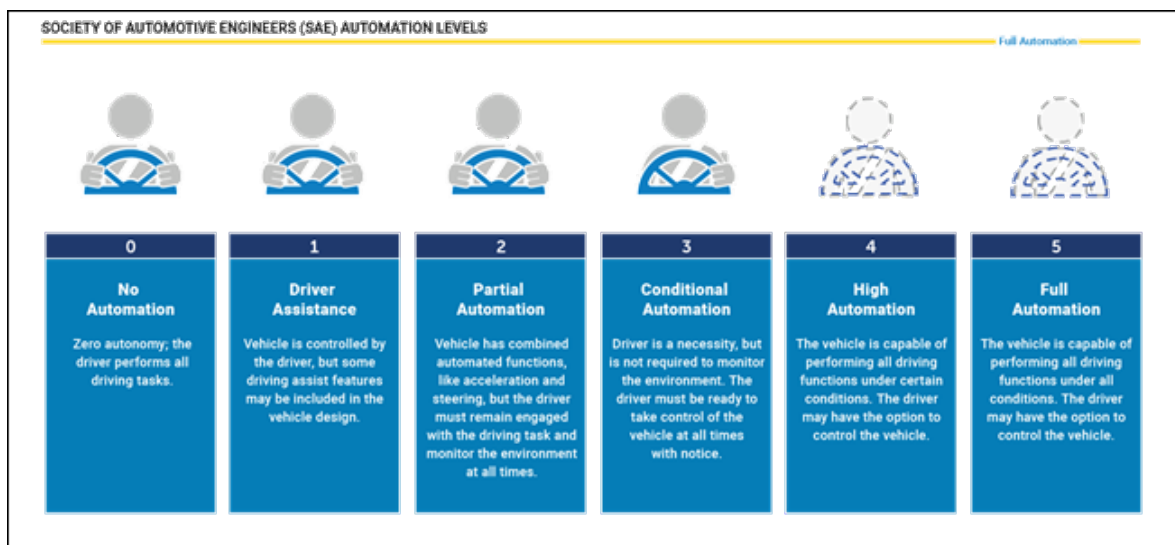 SOCIETY OF AUTOMOTIVE ENGINEERS (SAE) AUTOMATION LEVELS
Full Automation
0
No
Automation
Zero autonomy; the
driver performs all
driving tasks.
1
Driver
Assistance
Vehicle is controlled by
the driver, but some
driving assist features
may be included in the
vehicle design.
2
Partial
Automation
Vehicle has combined
automated functions,
like acceleration and
steering, but the driver
must remain engaged
with the driving task and
monitor the environment
at all times.
3
Conditional
Automation
Driver is a necessity, but
is not required to monitor
the environment. The
driver must be ready to
take control of the
vehicle at all times
with notice.
4
High
Automation
The vehicle is capable of
performing all driving
functions under certain
conditions. The driver
may have the option to
control the vehicle.
5
Full
Automation
The vehicle is capable of
performing all driving
functions under all
conditions. The driver
may have the option to
control the vehicle.